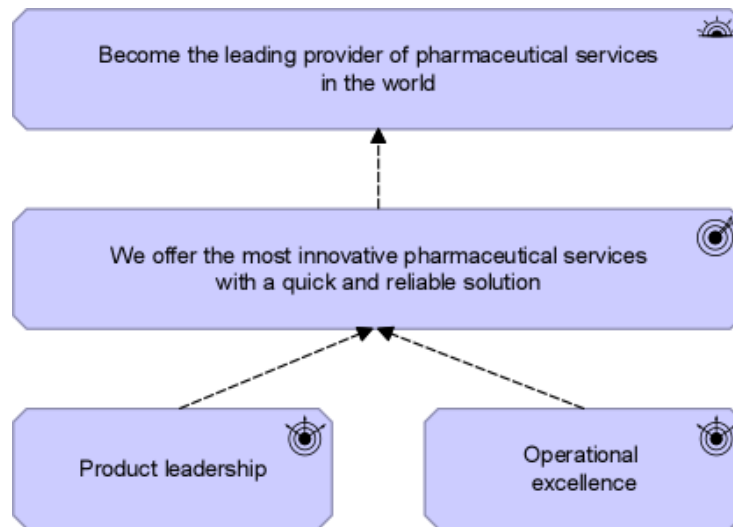 Become the leading provider of pharmaceutical services
in the world
We offer the most innovative pharmaceutical services
with a quick and reliable solution
Product leadership
Operational
excellence